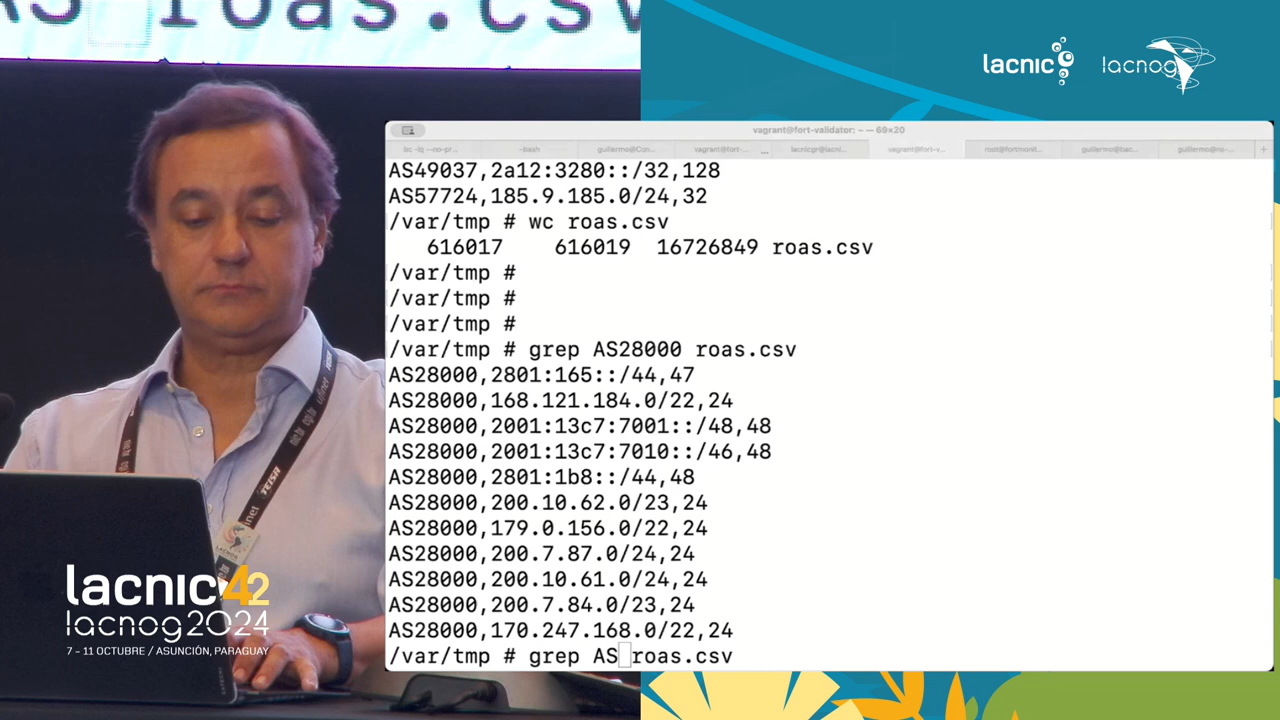 AS roas.csv
lacnic
lacnog
vagrant@fort-validator: ~ — 69×20
-bash
AS49037,2a12:3280::/32,128
AS57724,185.9.185.0/24,32
/var/tmp # wc roas.csv
616017 616019 16726849 roas.csv
/var/tmp #
/var/tmp #
/var/tmp #
/var/tmp # grep AS28000 roas.csv
AS28000,2801:165::/44,47
AS28000,168.121.184.0/22,24
AS28000,2001:13c7:7001::/48,48
AS28000,2001:13c7:7010::/46,48
AS28000,2801:1b8::/44,48
AS28000,200.10.62.0/23,24
AS28000,179.0.156.0/22,24
AS28000,200.7.87.0/24,24
AS28000,200.10.61.0/24,24
AS28000,200.7.84.0/23,24
AS28000,170.247.168.0/22,24
/var/tmp # grep AS roas.csv
lacnic42
lacnog2024
7 - 11 OCTUBRE / ASUNCIÓN, PARAGUAY